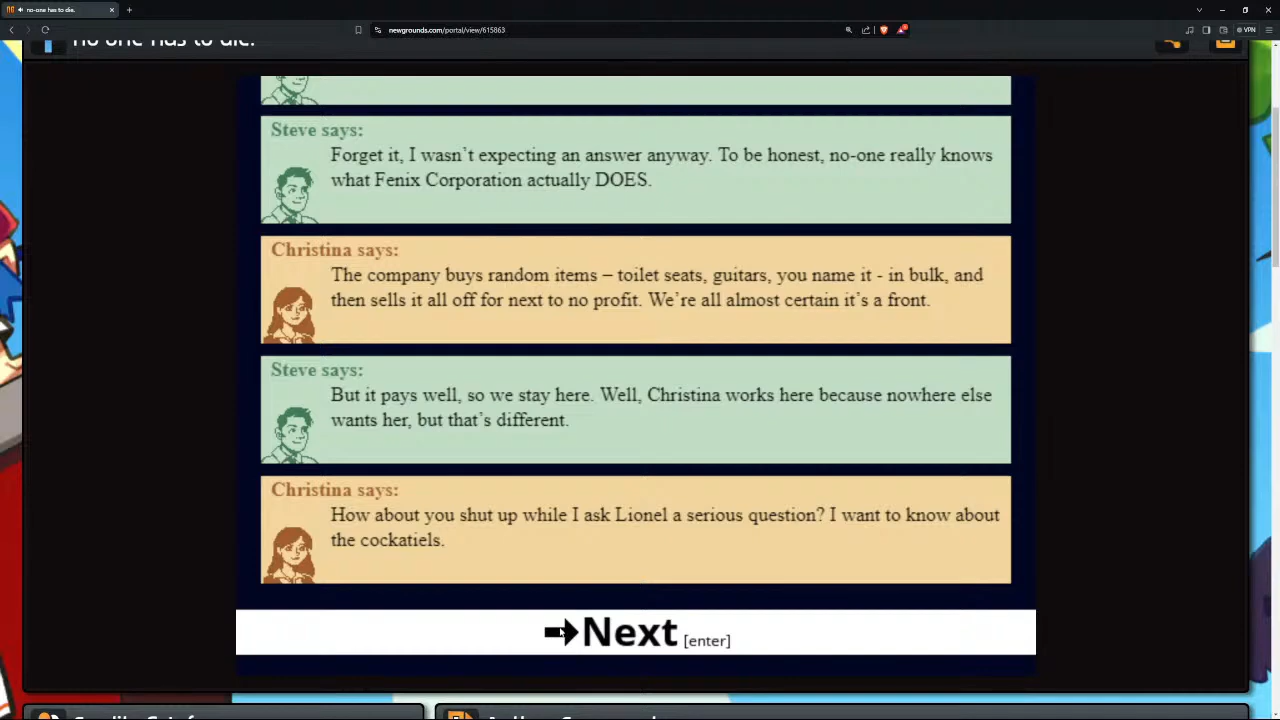 no-one has to die.
newgrounds.com/portal/view/615863
VPN
no-one has to die.
Steve says:
Forget it, I wasn't expecting an answer anyway. To be honest, no-one really knows
what Fenix Corporation actually DOES.
Christina says:
The company buys random items – toilet seats, guitars, you name it - in bulk, and
then sells it all off for next to no profit. We're all almost certain it's a front.
Steve says:
But it pays well, so we stay here. Well, Christina works here because nowhere else
wants her, but that's different.
Christina says:
How about you shut up while I ask Lionel a serious question? I want to know about
the cockatiels.
Next [enter]